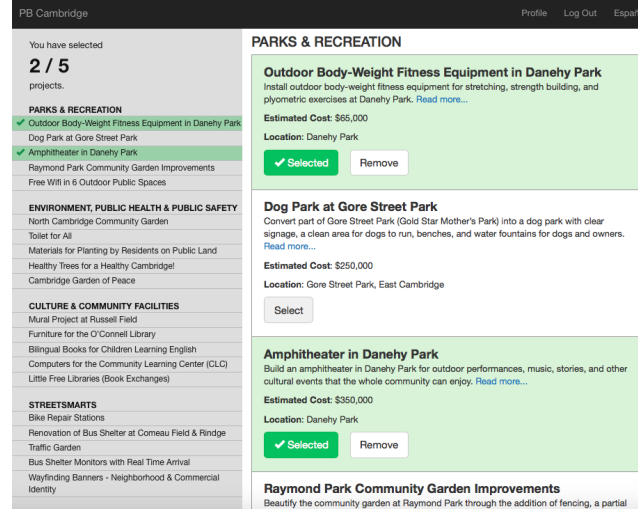 PB Cambridge
Profile Log Out Españ
You have selected
2 / 5
projects.
PARKS & RECREATION
Outdoor Body-Weight Fitness Equipment in Danehy Park
Dog Park at Gore Street Park
Amphitheater in Danehy Park
Raymond Park Community Garden Improvements
Free Wifi in 6 Outdoor Public Spaces
ENVIRONMENT, PUBLIC HEALTH & PUBLIC SAFETY
North Cambridge Community Garden
Toilet for All
Materials for Planting by Residents on Public Land
Healthy Trees for a Healthy Cambridge!
Cambridge Garden of Peace
CULTURE & COMMUNITY FACILITIES
Mural Project at Russell Field
Furniture for the O'Connell Library
Bilingual Books for Children Learning English
Computers for the Community Learning Center (CLC)
Little Free Libraries (Book Exchanges)
STREETSMARTS
Bike Repair Stations
Renovation of Bus Shelter at Comeau Field & Rindge
Traffic Garden
Bus Shelter Monitors with Real Time Arrival
Wayfinding Banners - Neighborhood & Commercial
Identity
PARKS & RECREATION
Outdoor Body-Weight Fitness Equipment in Danehy Park
Install outdoor body-weight fitness equipment for stretching, strength building, and
plyometric exercises at Danehy Park. Read more...
Estimated Cost: $65,000
Location: Danehy Park
Selected Remove
Dog Park at Gore Street Park
Convert part of Gore Street Park (Gold Star Mother's Park) into a dog park with clear
signage, a clean area for dogs to run, benches, and water fountains for dogs and owners.
Read more...
Estimated Cost: $250,000
Location: Gore Street Park, East Cambridge
Select
Amphitheater in Danehy Park
Build an amphitheater in Danehy Park for outdoor performances, music, stories, and other
cultural events that the whole community can enjoy. Read more...
Estimated Cost: $350,000
Location: Danehy Park
Selected Remove
Raymond Park Community Garden Improvements
Beautify the community garden at Raymond Park through the addition of fencing, a partial